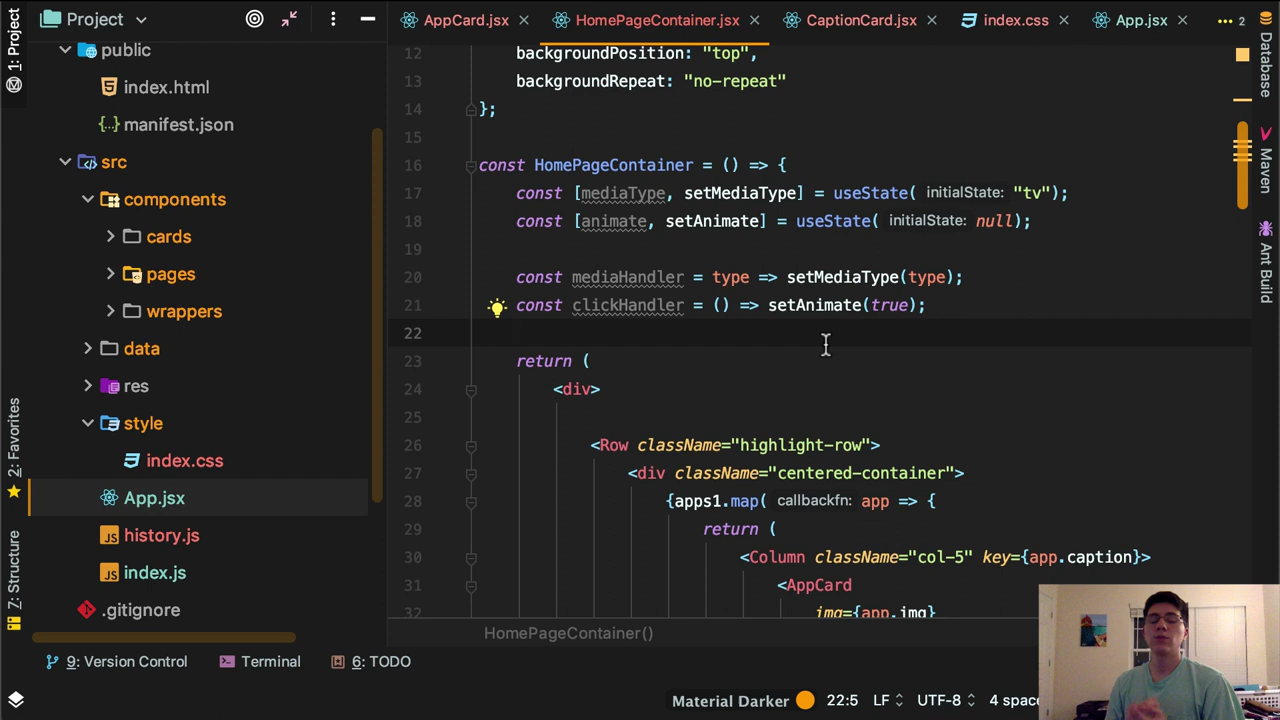 Project
AppCard.jsx
HomePageContainer.jsx
CaptionCard.jsx
index.css
App.jsx
2
1: Project
2: Favorites
7: Structure
Database
Maven
Ant Build
public
index.html
manifest.json
src
components
cards
pages
wrappers
data
res
style
index.css
App.jsx
history.js
index.js
.gitignore
12 backgroundPosition: "top",
13 backgroundRepeat: "no-repeat"
14 };
15
16 const HomePageContainer = () => {
17 const [mediaType, setMediaType] = useState( initialState: "tv");
18 const [animate, setAnimate] = useState( initialState: null);
19
20 const mediaHandler = type => setMediaType(type);
21 const clickHandler = () => setAnimate(true);
22
23 return (
24 <div>
25
26 <Row className="highlight-row">
27 <div className="centered-container">
28 {apps1.map( callbackfn: app => {
29 return (
30 <Column className="col-5" key={app.caption}>
31 <AppCard
32 img={app.img}
HomePageContainer()
9: Version Control
Terminal
6: TODO
Material Darker
22:5
LF
UTF-8
4 space